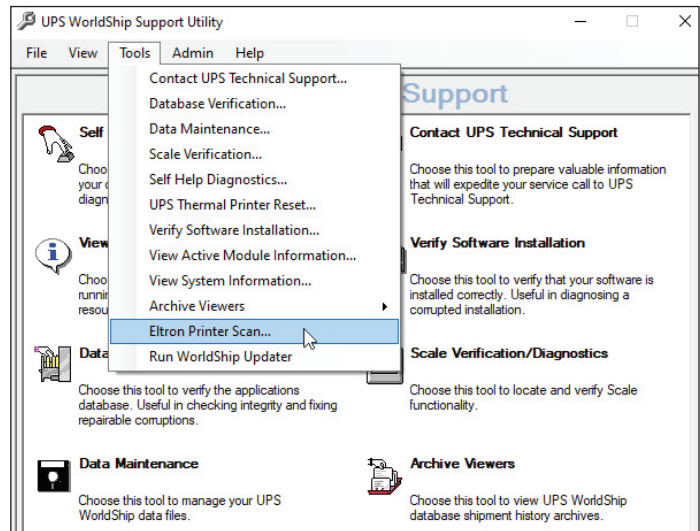 UPS WorldShip Support Utility
File View Tools Admin Help
Contact UPS Technical Support...
Database Verification...
Data Maintenance...
Scale Verification...
Self Help Diagnostics...
UPS Thermal Printer Reset...
Verify Software Installation...
View Active Module Information...
View System Information...
Archive Viewers
Eltron Printer Scan...
Run WorldShip Updater
Support
Self
Choo
your
diagn
Contact UPS Technical Support
Choose this tool to prepare valuable information
that will expedite your service call to UPS
Technical Support.
View
Choo
runnin
resou
Verify Software Installation
Choose this tool to verify that your software is
installed correctly. Useful in diagnosing a
corrupted installation.
Data
Choose this tool to verify the applications
database. Useful in checking integrity and fixing
repairable corruptions.
Scale Verification/Diagnostics
Choose this tool to locate and verify Scale
functionality.
Data Maintenance
Choose this tool to manage your UPS
WorldShip data files.
Archive Viewers
Choose this tool to view UPS WorldShip
database shipment history archives.